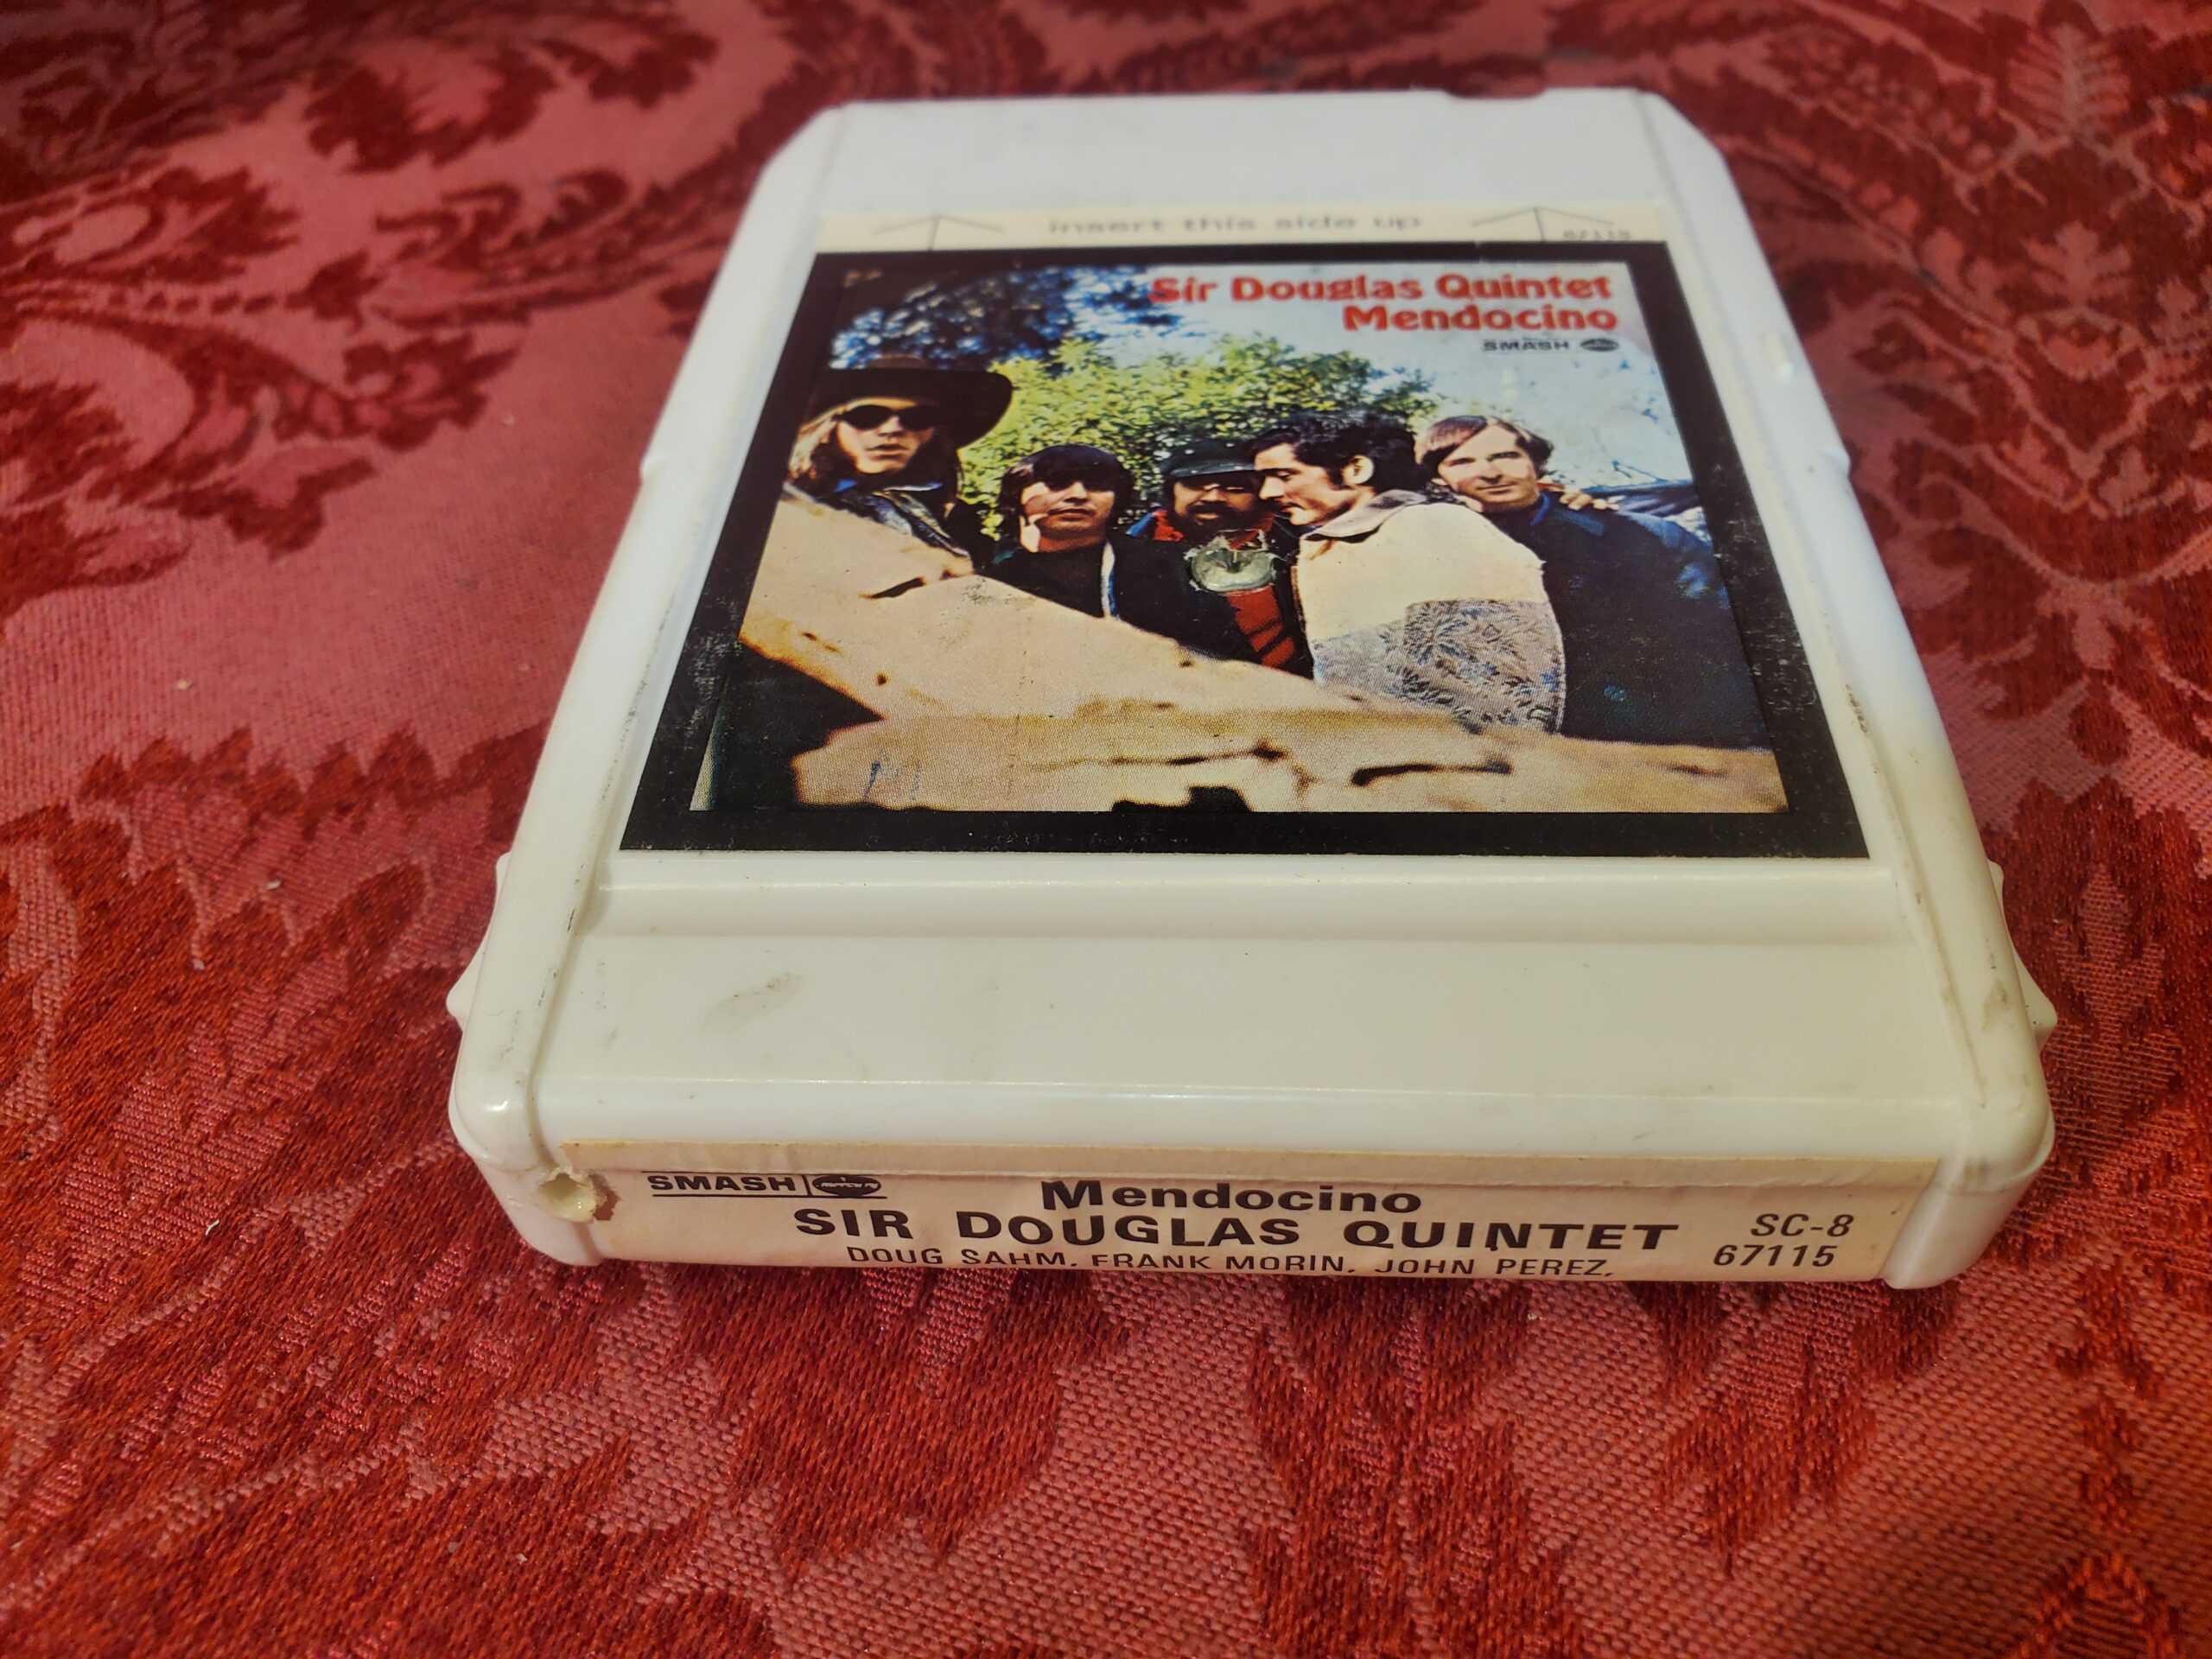 insert this side up
67115
Sir Douglas Quintet
Mendocino
SMASH
SMASH
Mendocino
SIR DOUGLAS QUINTET
SC-8
67115
DOUG SAHM, FRANK MORIN, JOHN PEREZ,